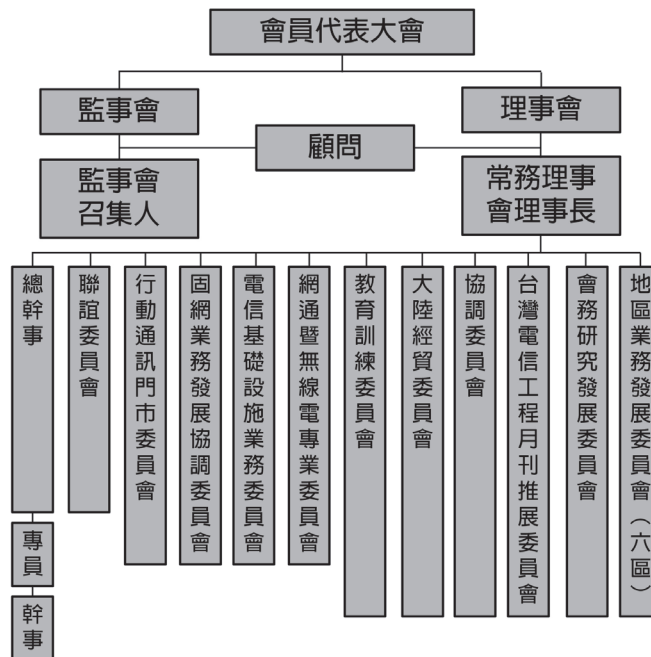 會員代表大會
監事會
理事會
顧問
監事會
召集人
常務理事
會理事長
總幹事
聯誼委員會
行動通訊門市委員會
固網業務發展協調委員會
電信基礎設施業務委員會
網通暨無線電專業委員會
教育訓練委員會
大陸經貿委員會
協調委員會
台灣電信工程月刊推展委員會
會務研究發展委員會
地區業務發展委員會（六區）
專員
幹事